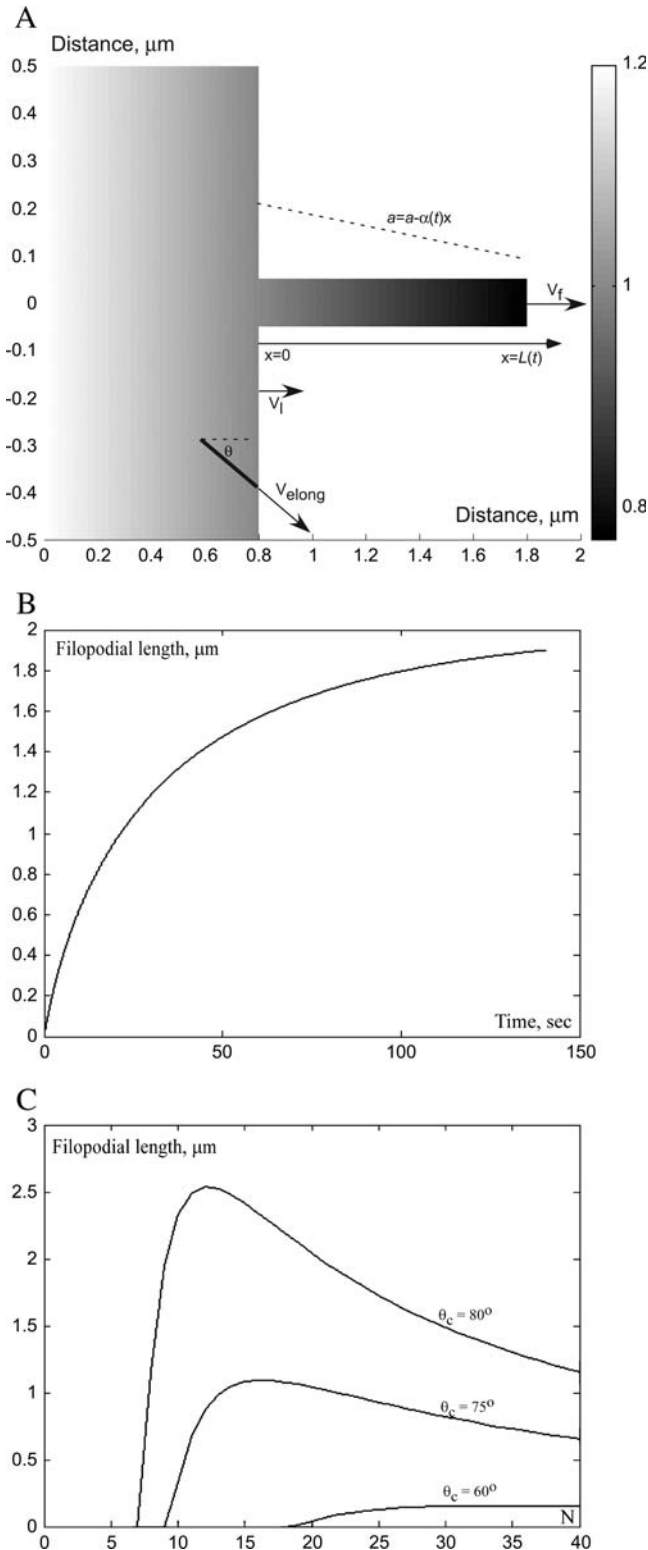 A
Distance, μm
0.5
0.4
0.3
0.2
0.1
0
-0.1
-0.2
-0.3
-0.4
-0.5
a=a-α(t)x
V_f
x=0
x=L(t)
V_l
θ
V_elong
Distance, μm
0 0.2 0.4 0.6 0.8 1 1.2 1.4 1.6 1.8 2
1.2
1
0.8
B
Filopodial length, μm
2
1.8
1.6
1.4
1.2
1
0.8
0.6
0.4
0.2
0
Time, sec
0 50 100 150
C
Filopodial length, μm
3
2.5
2
1.5
1
0.5
0
θ_c = 80°
θ_c = 75°
θ_c = 60°
N
0 5 10 15 20 25 30 35 40